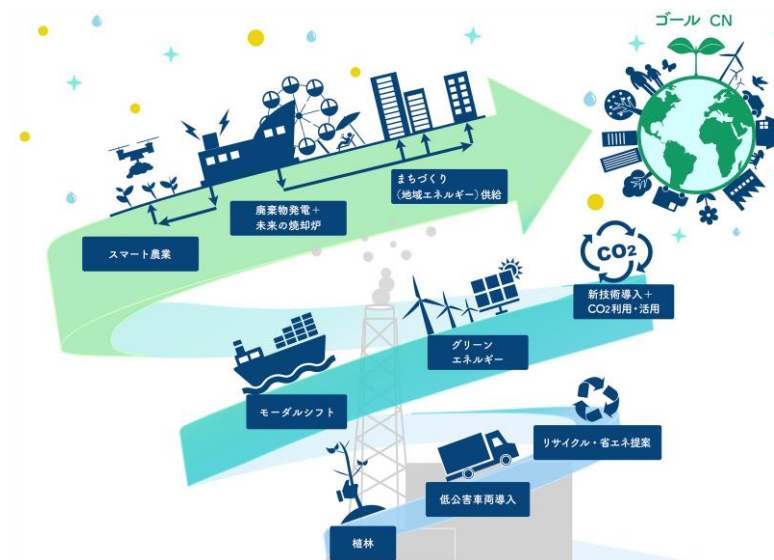 ゴール CN
まちづくり
(地域エネルギー)供給
廃棄物発電＋
未来の焼却炉
スマート農業
CO2
新技術導入＋
CO2利用・活用
グリーン
エネルギー
モーダルシフト
リサイクル・省エネ提案
低公害車両導入
植林